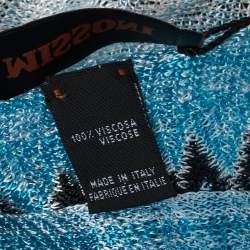 MISSONI
100% VISCOSA
VISCOSE
MADE IN ITALY
FABRIQUE EN ITALIE